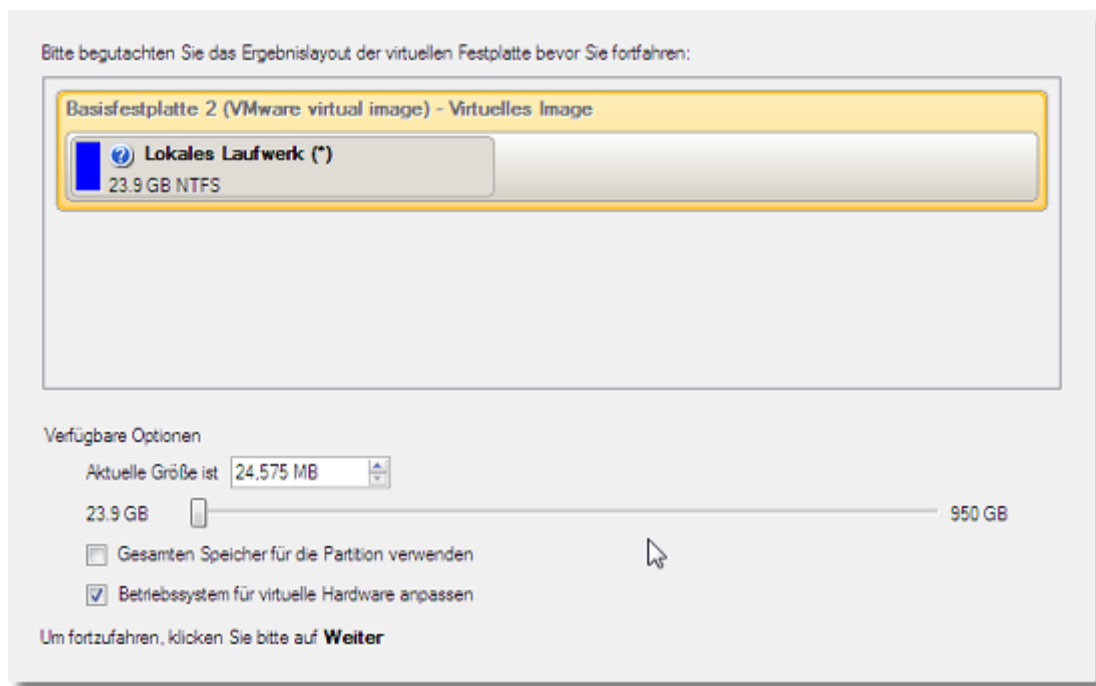 Bitte begutachten Sie das Ergebnislayout der virtuellen Festplatte bevor Sie fortfahren:
Basisfestplatte 2 (VMware virtual image) - Virtuelles Image
Lokales Laufwerk (*)
23.9 GB NTFS
Verfügbare Optionen
Aktuelle Größe ist 24,575 MB
23.9 GB 950 GB
Gesamten Speicher für die Partition verwenden
Betriebssystem für virtuelle Hardware anpassen
Um fortzufahren, klicken Sie bitte auf Weiter